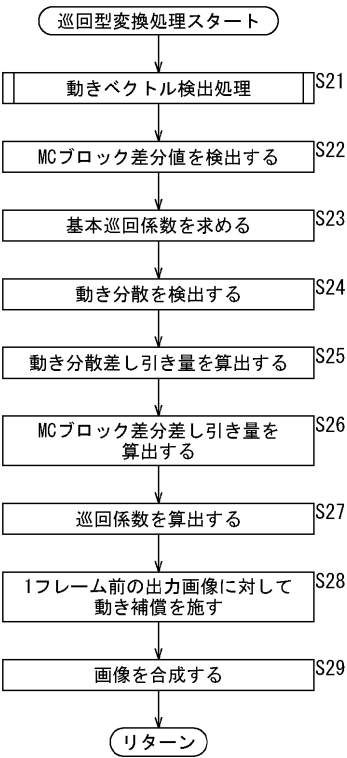 巡回型変換処理スタート
動きベクトル検出処理
S21
MCブロック差分値を検出する
S22
基本巡回係数を求める
S23
動き分散を検出する
S24
動き分散差し引き量を算出する
S25
MCブロック差分差し引き量を
算出する
S26
巡回係数を算出する
S27
1フレーム前の出力画像に対して
動き補償を施す
S28
画像を合成する
S29
リターン